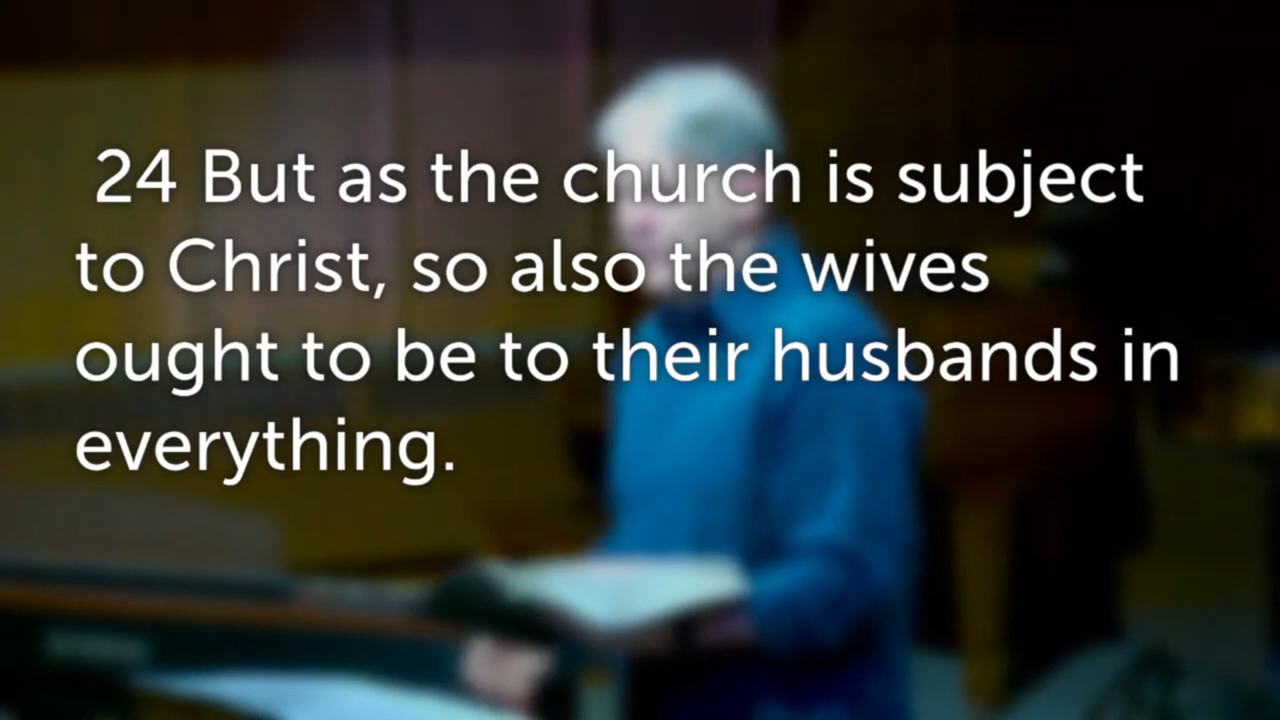 24 But as the church is subject
to Christ, so also the wives
ought to be to their husbands in
everything.